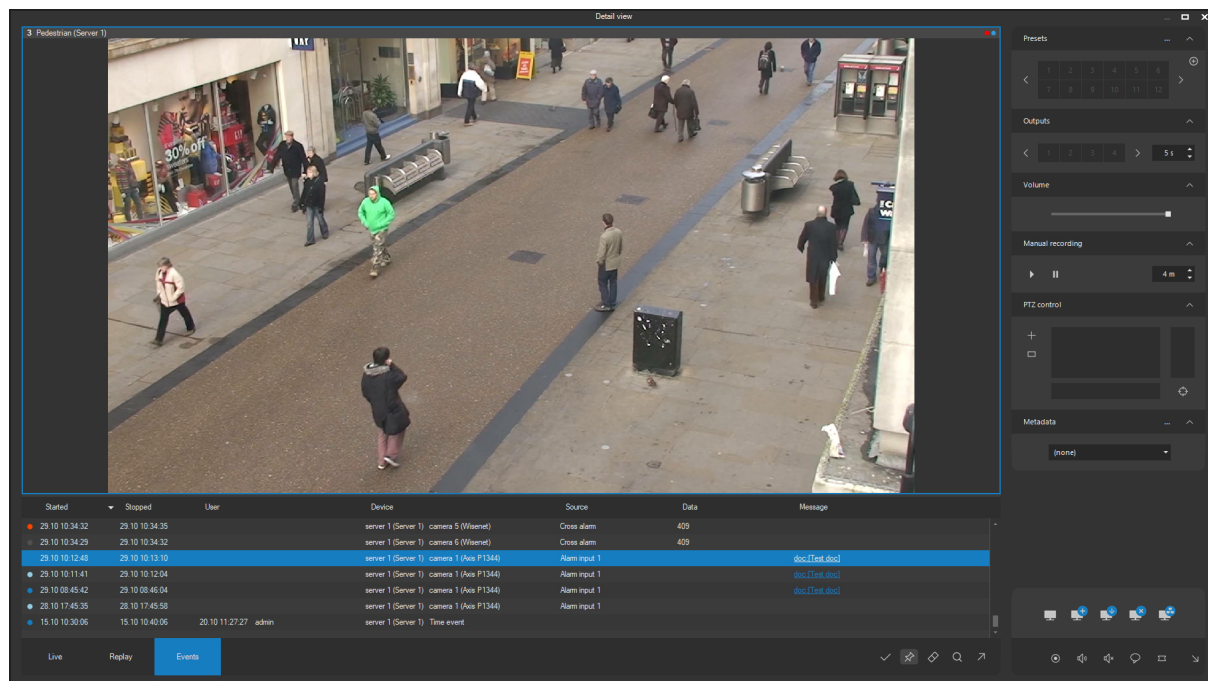 Detail view
3 Pedestrian (Server 1)
WAY
30% off
Presets
1 2 3 4 5 6
7 8 9 10 11 12
Outputs
1 2 3 4
5 s
Volume
Manual recording
4 m
PTZ control
Metadata
(none)
Started Stopped User Device Source Data Message
29.10 10:34:32 29.10 10:34:35 server 1 (Server 1) camera 5 (Wisenet) Cross alarm 409
29.10 10:34:29 29.10 10:34:32 server 1 (Server 1) camera 6 (Wisenet) Cross alarm 409
29.10 10:12:48 29.10 10:13:10 server 1 (Server 1) camera 1 (Axis P1344) Alarm input 1 doc [Test doc]
29.10 10:11:41 29.10 10:12:04 server 1 (Server 1) camera 1 (Axis P1344) Alarm input 1 doc [Test doc]
29.10 08:45:42 29.10 08:46:04 server 1 (Server 1) camera 1 (Axis P1344) Alarm input 1 doc [Test doc]
28.10 17:45:35 28.10 17:45:58 server 1 (Server 1) camera 1 (Axis P1344) Alarm input 1
15.10 10:30:06 15.10 10:40:06 20.10 11:27:27 admin server 1 (Server 1) Time event
Live Replay Events